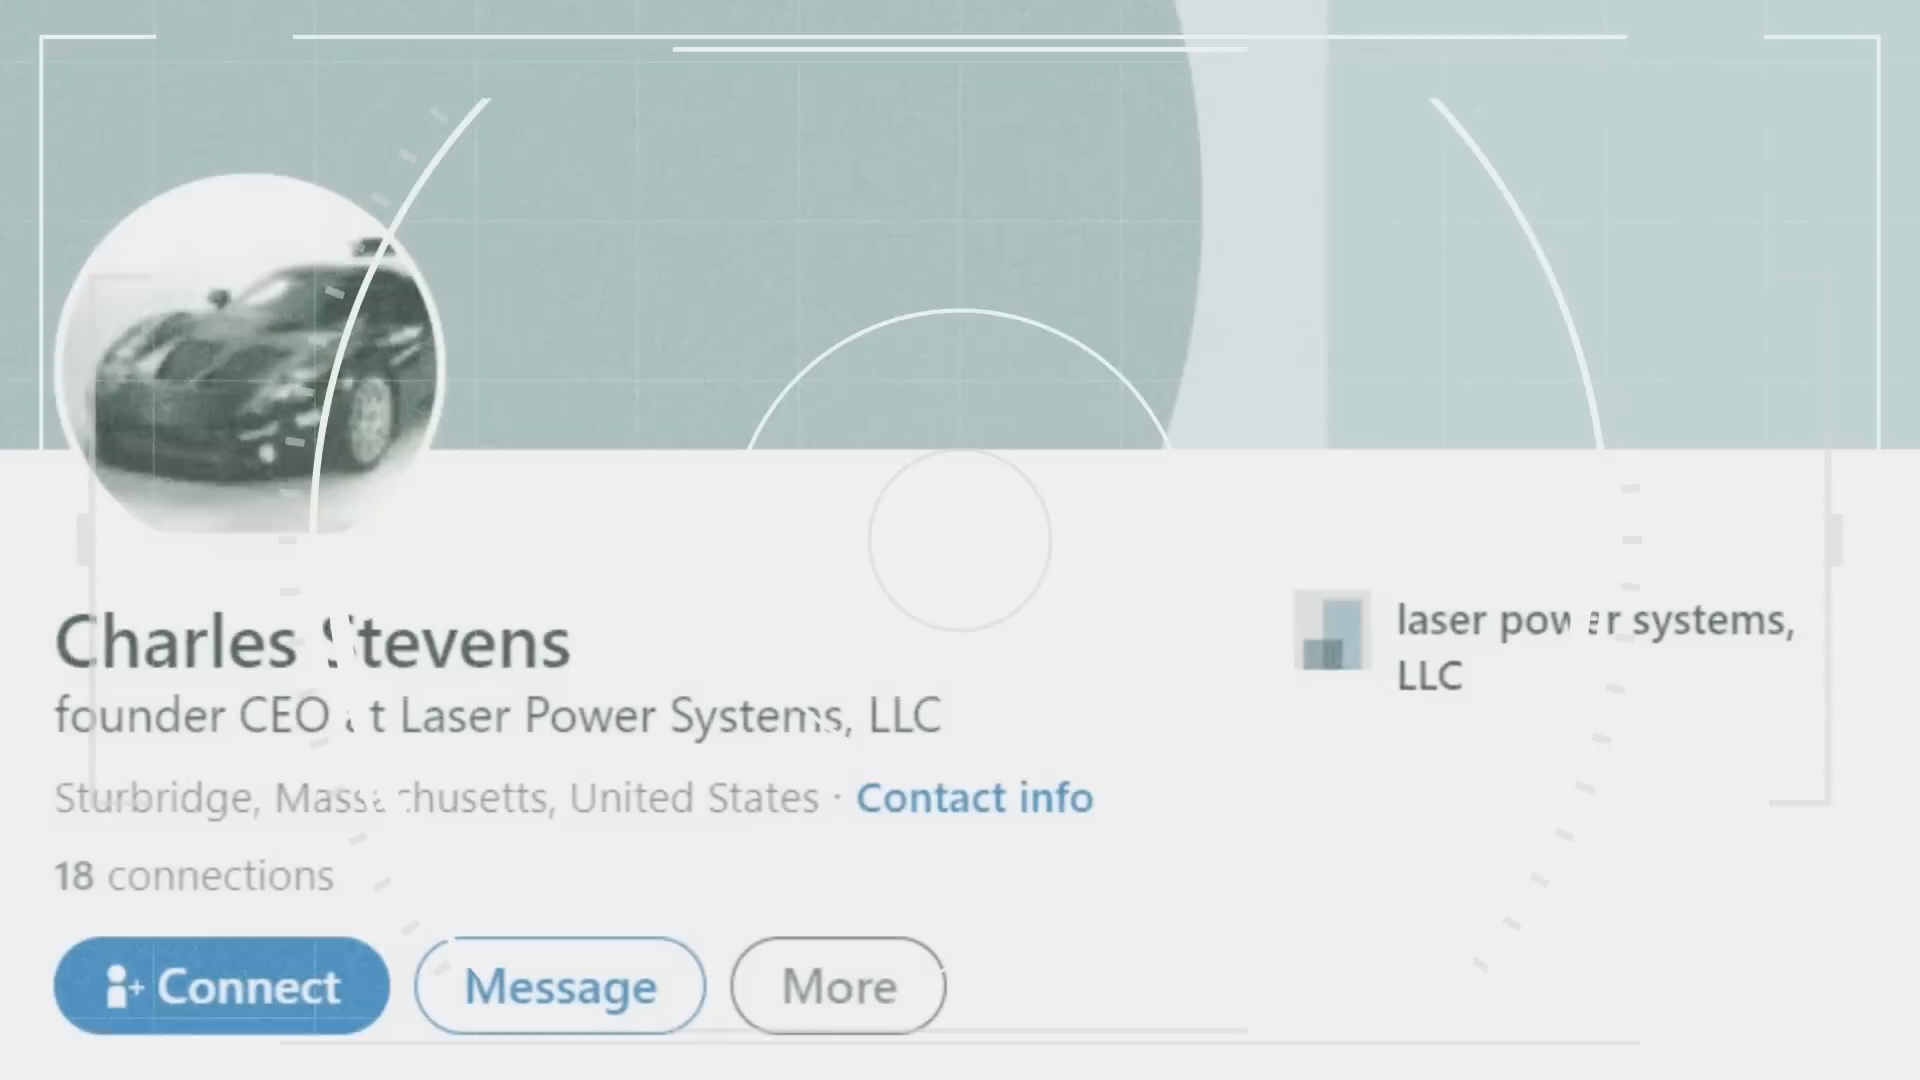 Charles Stevens
founder CEO at Laser Power Systems, LLC
Sturbridge, Massachusetts, United States · Contact info
18 connections
Connect
Message
More
laser power systems,
LLC